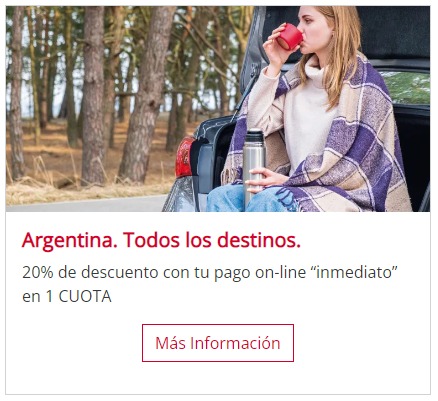 Argentina. Todos los destinos.
20% de descuento con tu pago on-line “inmediato”
en 1 CUOTA
Más Información